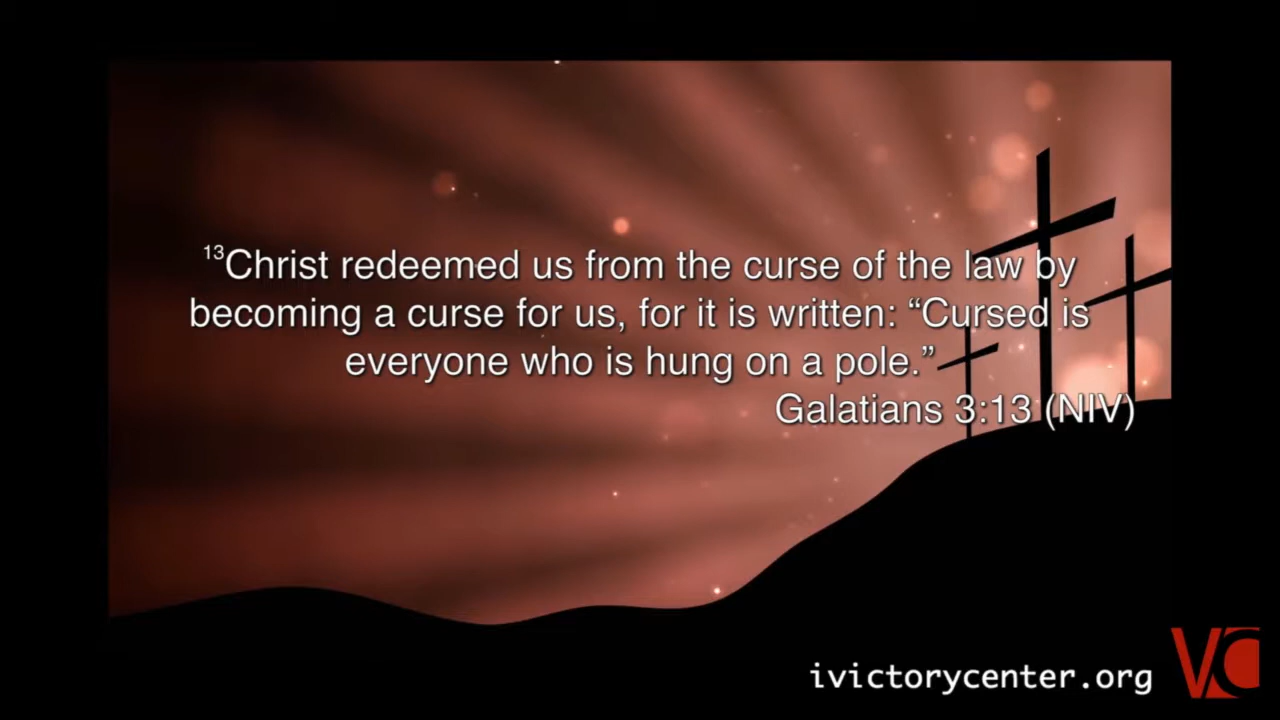 ¹³Christ redeemed us from the curse of the law by
becoming a curse for us, for it is written: “Cursed is
everyone who is hung on a pole.”
Galatians 3:13 (NIV)
ivictorycenter.org
VC